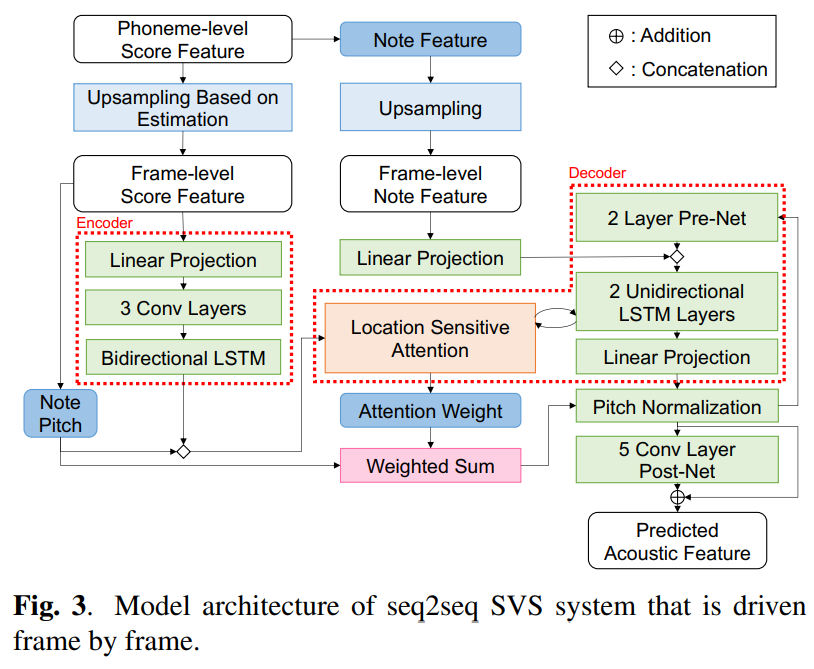 Phoneme-level
Score Feature
Note Feature
⊕ : Addition
◇ : Concatenation
Upsampling Based on
Estimation
Upsampling
Frame-level
Score Feature
Frame-level
Note Feature
Decoder
2 Layer Pre-Net
Encoder
Linear Projection
Linear Projection
3 Conv Layers
2 Unidirectional
LSTM Layers
Location Sensitive
Attention
Bidirectional LSTM
Linear Projection
Note
Pitch
Attention Weight
Pitch Normalization
Weighted Sum
5 Conv Layer
Post-Net
Predicted
Acoustic Feature
Fig. 3. Model architecture of seq2seq SVS system that is driven
frame by frame.